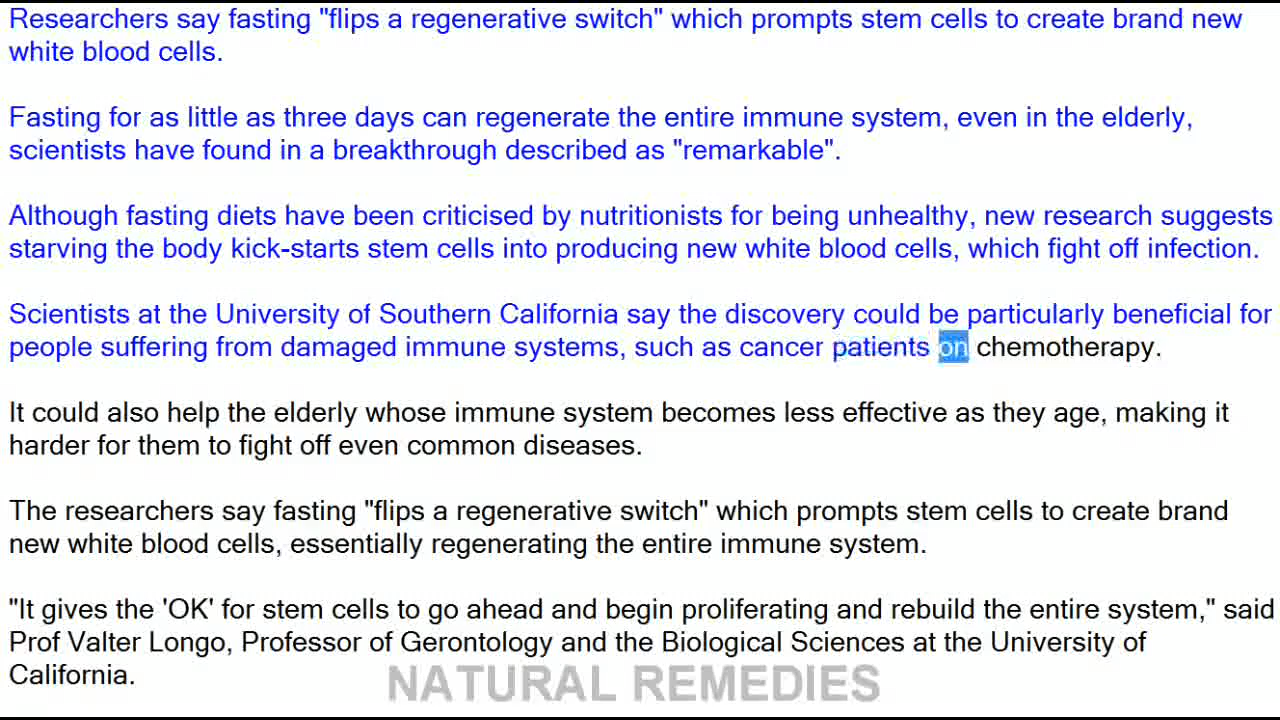 Researchers say fasting "flips a regenerative switch" which prompts stem cells to create brand new
white blood cells.
Fasting for as little as three days can regenerate the entire immune system, even in the elderly,
scientists have found in a breakthrough described as "remarkable".
Although fasting diets have been criticised by nutritionists for being unhealthy, new research suggests
starving the body kick-starts stem cells into producing new white blood cells, which fight off infection.
Scientists at the University of Southern California say the discovery could be particularly beneficial for
people suffering from damaged immune systems, such as cancer patients on chemotherapy.
It could also help the elderly whose immune system becomes less effective as they age, making it
harder for them to fight off even common diseases.
The researchers say fasting "flips a regenerative switch" which prompts stem cells to create brand
new white blood cells, essentially regenerating the entire immune system.
"It gives the 'OK' for stem cells to go ahead and begin proliferating and rebuild the entire system," said
Prof Valter Longo, Professor of Gerontology and the Biological Sciences at the University of
California.
NATURAL REMEDIES